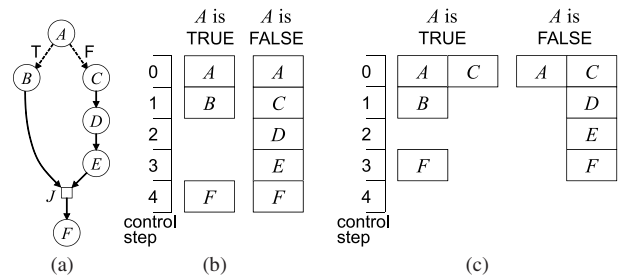 A is TRUE
A is FALSE
A is TRUE
A is FALSE
A
T
F
B
C
D
E
J
F
(a)
0 A A
1 B C
2 D
3 E
4 F F
control step
(b)
0 A C A C
1 B D
2 E
3 F F
4
control step
(c)